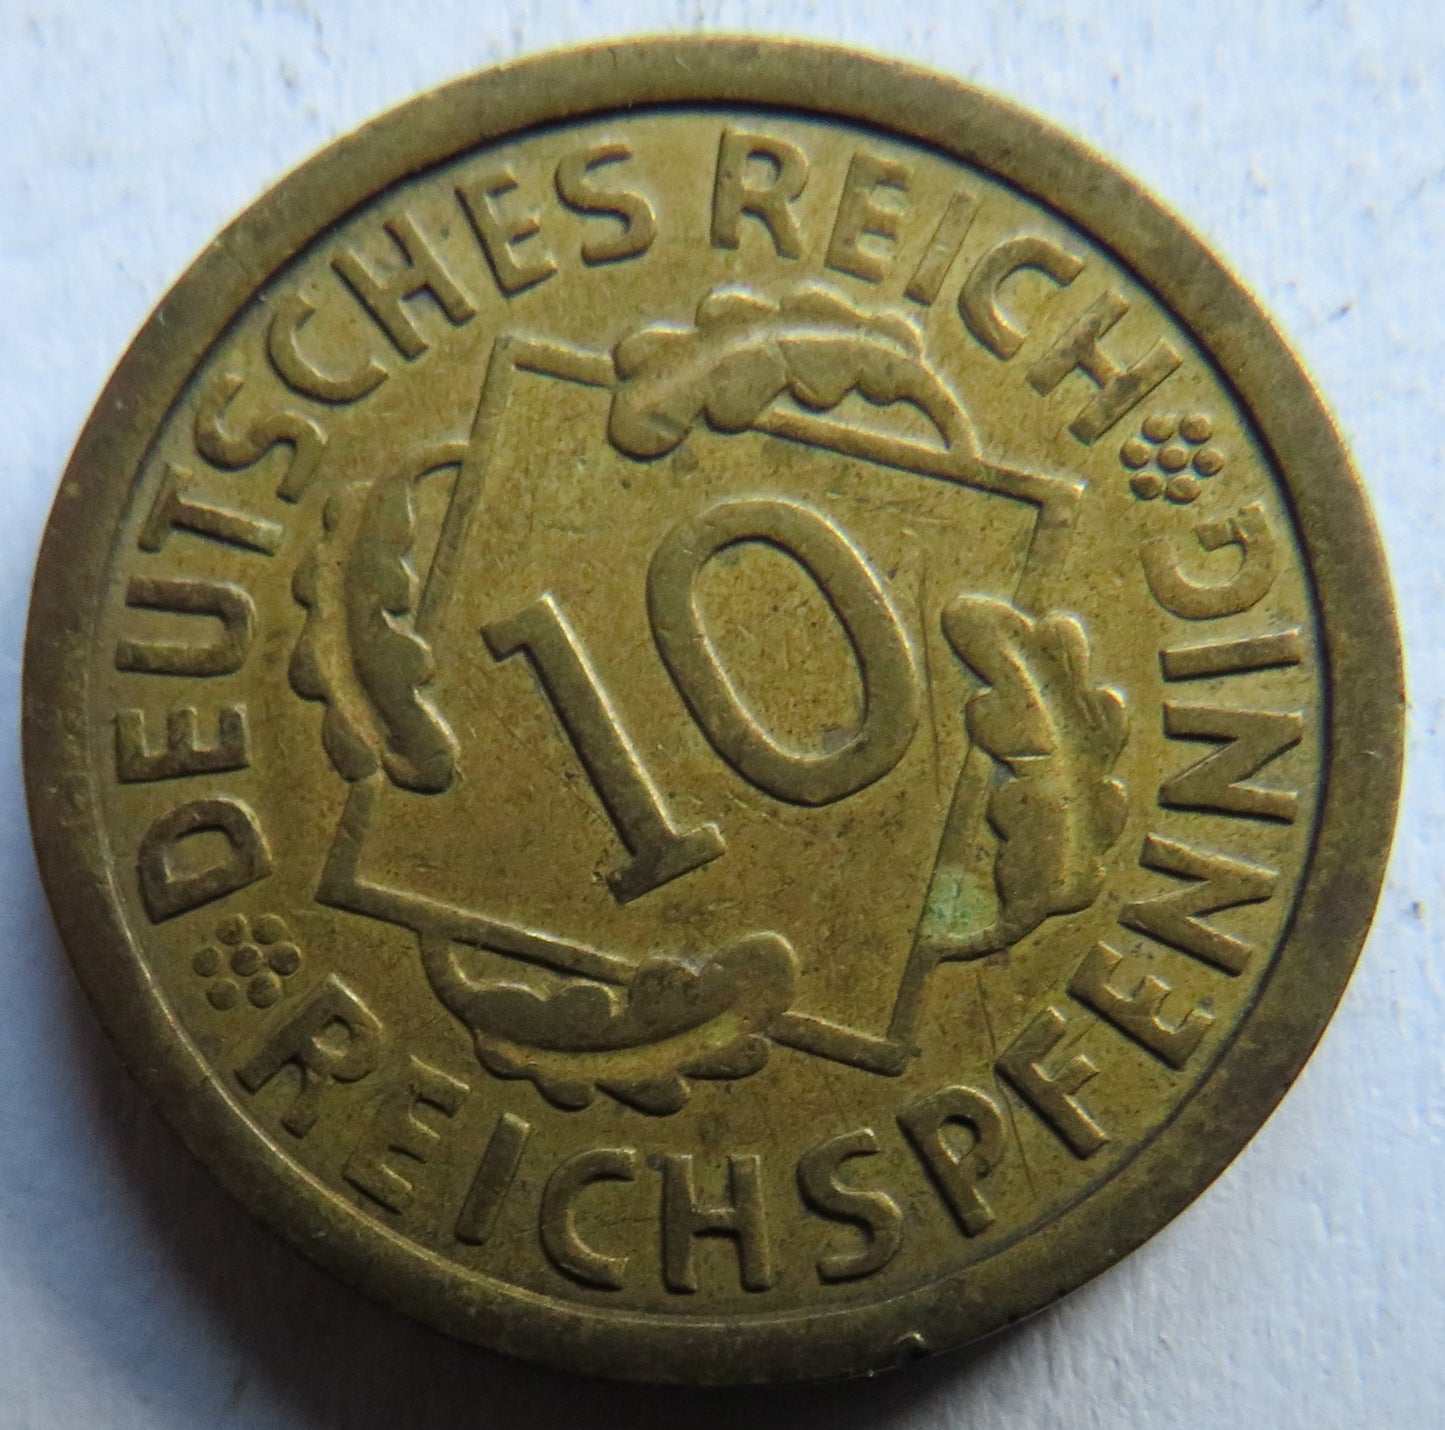 DEUTSCHES REICH
REICHSPFENNIG
10